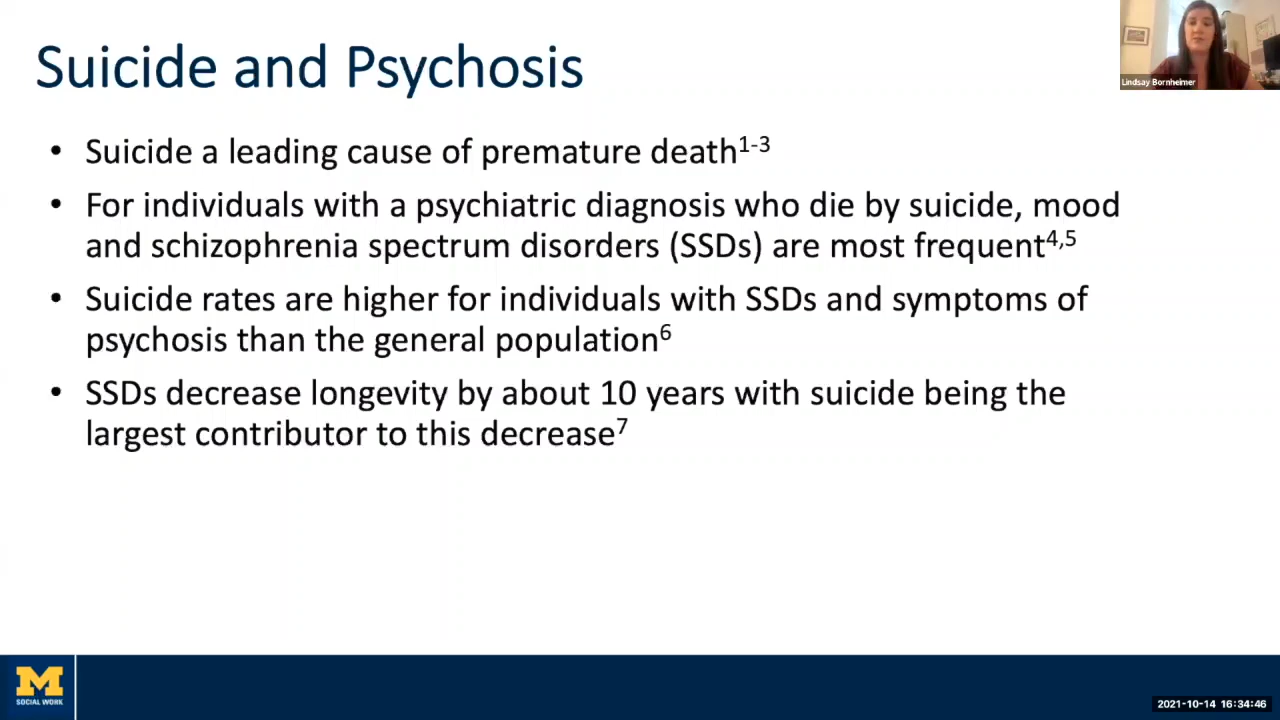 Suicide and Psychosis
Lindsay Bornheimer
• Suicide a leading cause of premature death1-3
• For individuals with a psychiatric diagnosis who die by suicide, mood
and schizophrenia spectrum disorders (SSDs) are most frequent4,5
• Suicide rates are higher for individuals with SSDs and symptoms of
psychosis than the general population6
• SSDs decrease longevity by about 10 years with suicide being the
largest contributor to this decrease7
M
SOCIAL WORK
2021-10-14 16:34:46